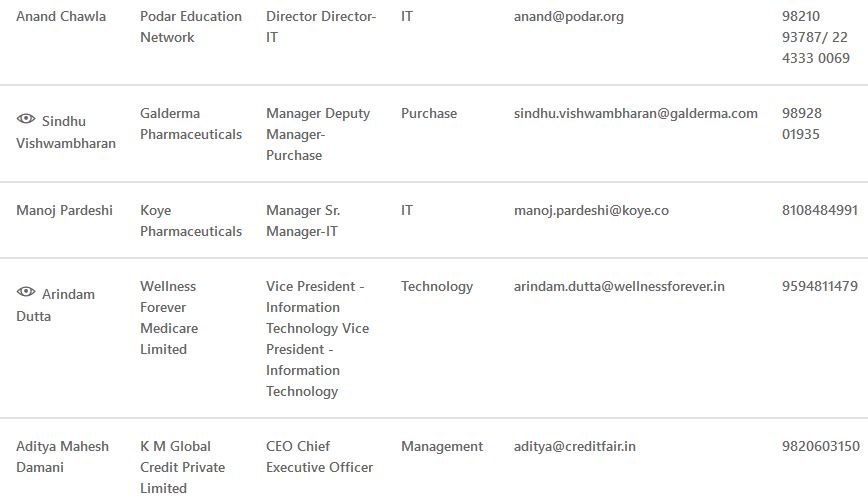 Anand Chawla
Podar Education
Network
Director Director-
IT
IT
anand@podar.org
98210
93787/ 22
4333 0069
Sindhu
Vishwambharan
Galderma
Pharmaceuticals
Manager Deputy
Manager-
Purchase
Purchase
sindhu.vishwambharan@galderma.com
98928
01935
Manoj Pardeshi
Koye
Pharmaceuticals
Manager Sr.
Manager-IT
IT
manoj.pardeshi@koye.co
8108484991
Arindam
Dutta
Wellness
Forever
Medicare
Limited
Vice President -
Information
Technology Vice
President -
Information
Technology
Technology
arindam.dutta@wellnessforever.in
9594811479
Aditya Mahesh
Damani
K M Global
Credit Private
Limited
CEO Chief
Executive Officer
Management
aditya@creditfair.in
9820603150